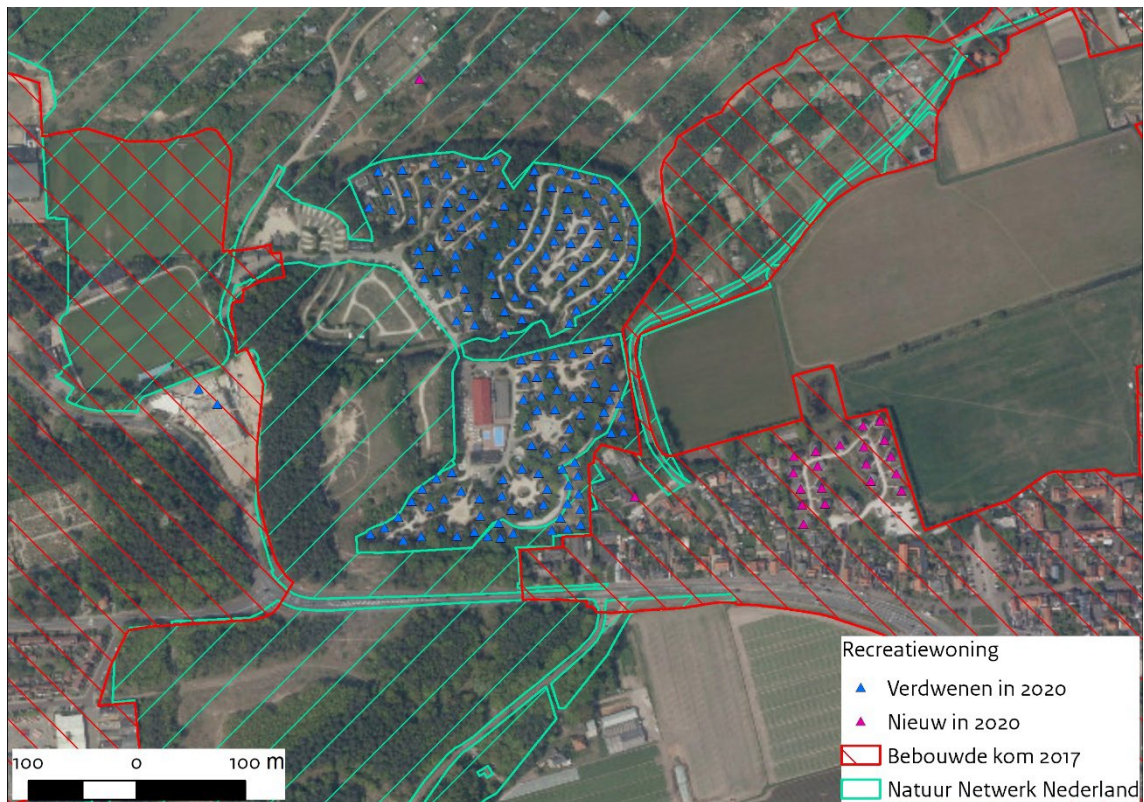 Recreatiewoning
Verdwenen in 2020
Nieuw in 2020
Bebouwde kom 2017
Natuur Netwerk Nederland
100 0 100 m